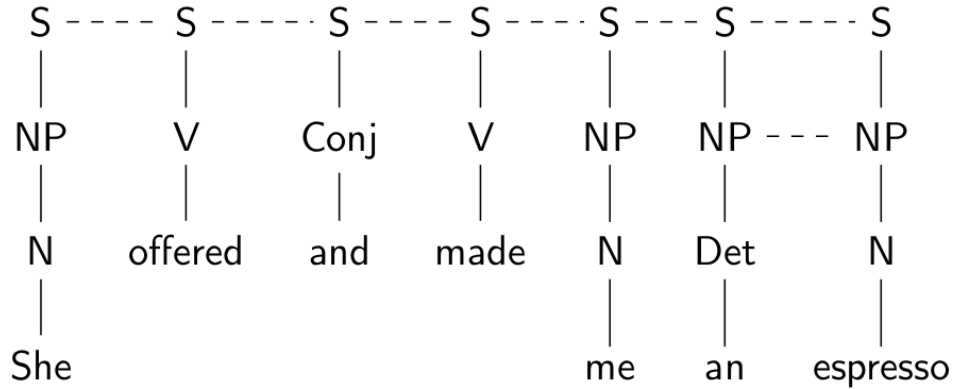 S S S S S S S
NP V Conj V NP NP NP
N offered and made N Det N
She me an espresso